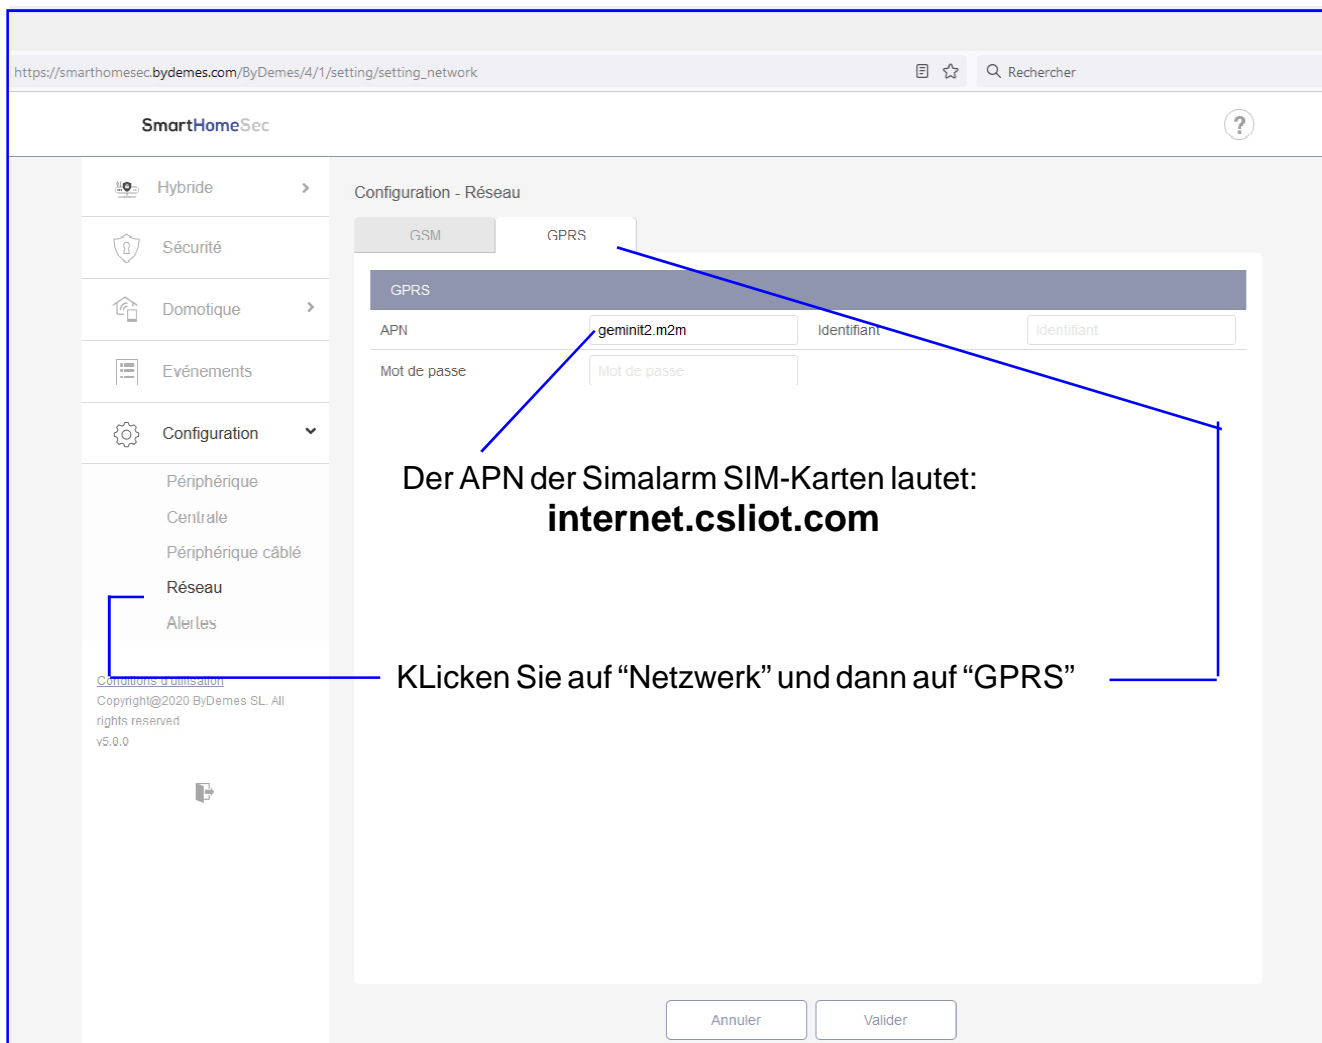 https://smarthomesec.bydemes.com/ByDemes/4/1/setting/setting_network
Rechercher
SmartHomeSec
?
Hybride
Sécurité
Domotique
Evénements
Configuration
Périphérique
Centrale
Périphérique câblé
Réseau
Alertes
Conditions d'utilisation
Copyright@2020 ByDemes SL. All
rights reserved
v5.0.0
Configuration - Réseau
GSM
GPRS
GPRS
APN
geminit2.m2m
Identifiant
Identifiant
Mot de passe
Mot de passe
Der APN der Simalarm SIM-Karten lautet:
internet.csliot.com
KLicken Sie auf “Netzwerk” und dann auf “GPRS”
Annuler
Valider